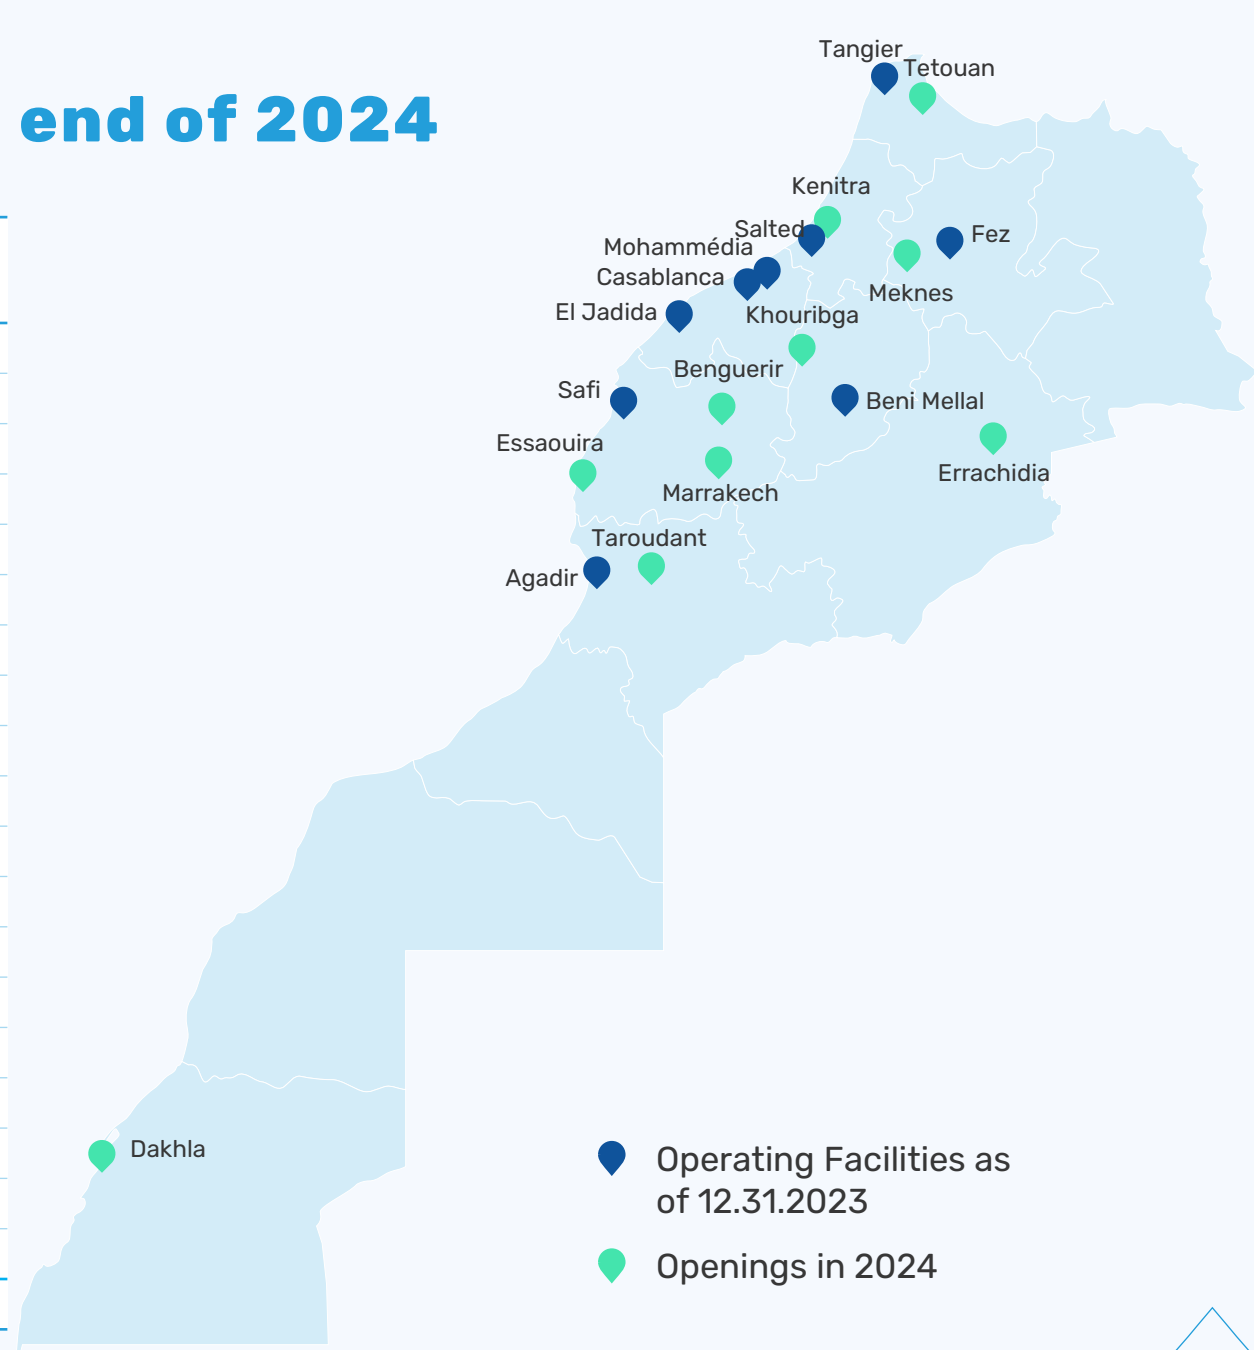 end of 2024
Tangier
Tetouan
Kenitra
Salted
Mohammédia
Casablanca
Fez
Meknes
El Jadida
Khouribga
Benguerir
Safi
Beni Mellal
Essaouira
Errachidia
Marrakech
Taroudant
Agadir
Dakhla
Operating Facilities as
of 12.31.2023
Openings in 2024